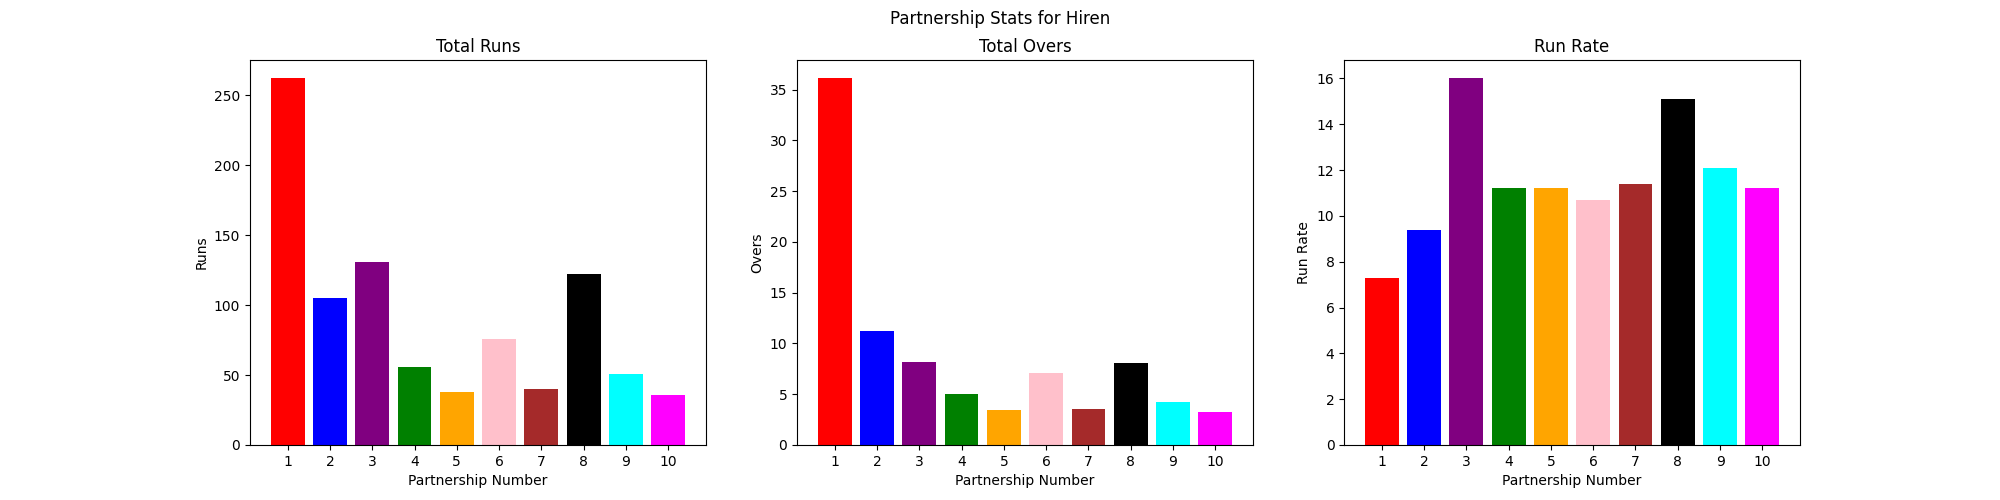 Partnership Stats for Hiren
Total Runs
Runs
250
200
150
100
50
0
1 2 3 4 5 6 7 8 9 10
Partnership Number
Total Overs
Overs
35
30
25
20
15
10
5
0
1 2 3 4 5 6 7 8 9 10
Partnership Number
Run Rate
Run Rate
16
14
12
10
8
6
4
2
0
1 2 3 4 5 6 7 8 9 10
Partnership Number